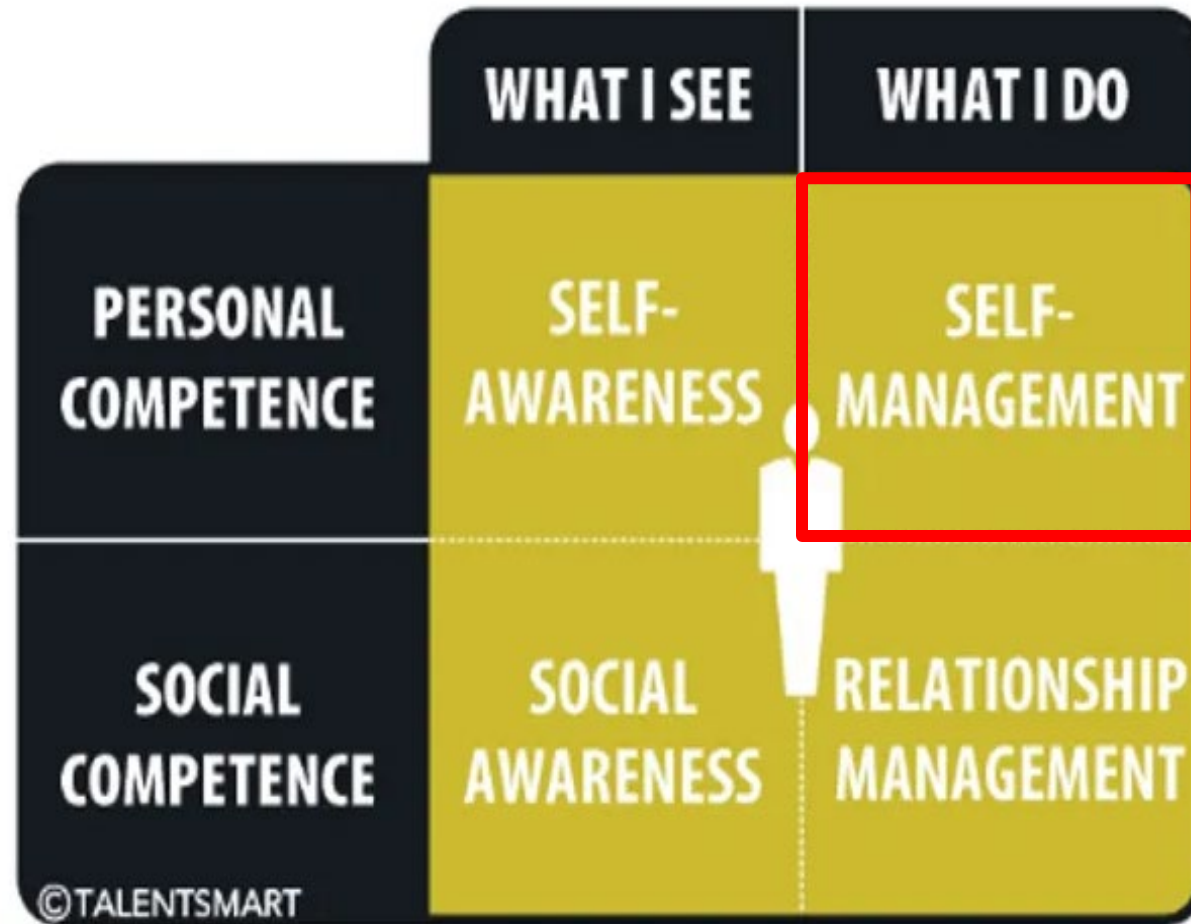 WHAT I SEE
WHAT I DO
PERSONAL
COMPETENCE
SELF-
AWARENESS
SELF-
MANAGEMENT
SOCIAL
COMPETENCE
SOCIAL
AWARENESS
RELATIONSHIP
MANAGEMENT
©TALENTSMART